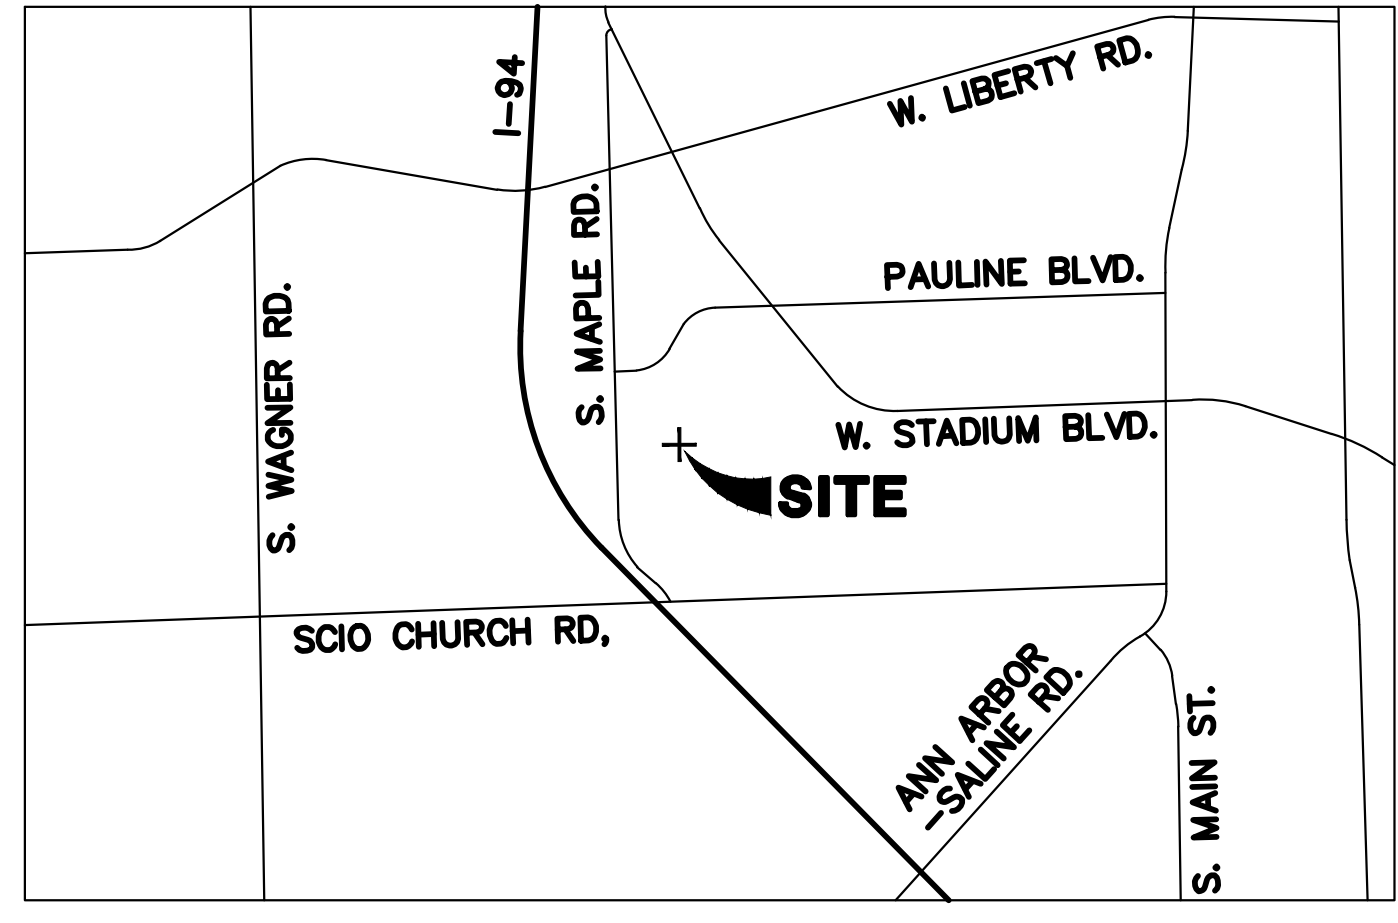 I-94
W. LIBERTY RD.
S. MAPLE RD.
PAULINE BLVD.
S. WAGNER RD.
W. STADIUM BLVD.
SITE
SCIO CHURCH RD,
ANN ARBOR
-SALINE RD.
S. MAIN ST.